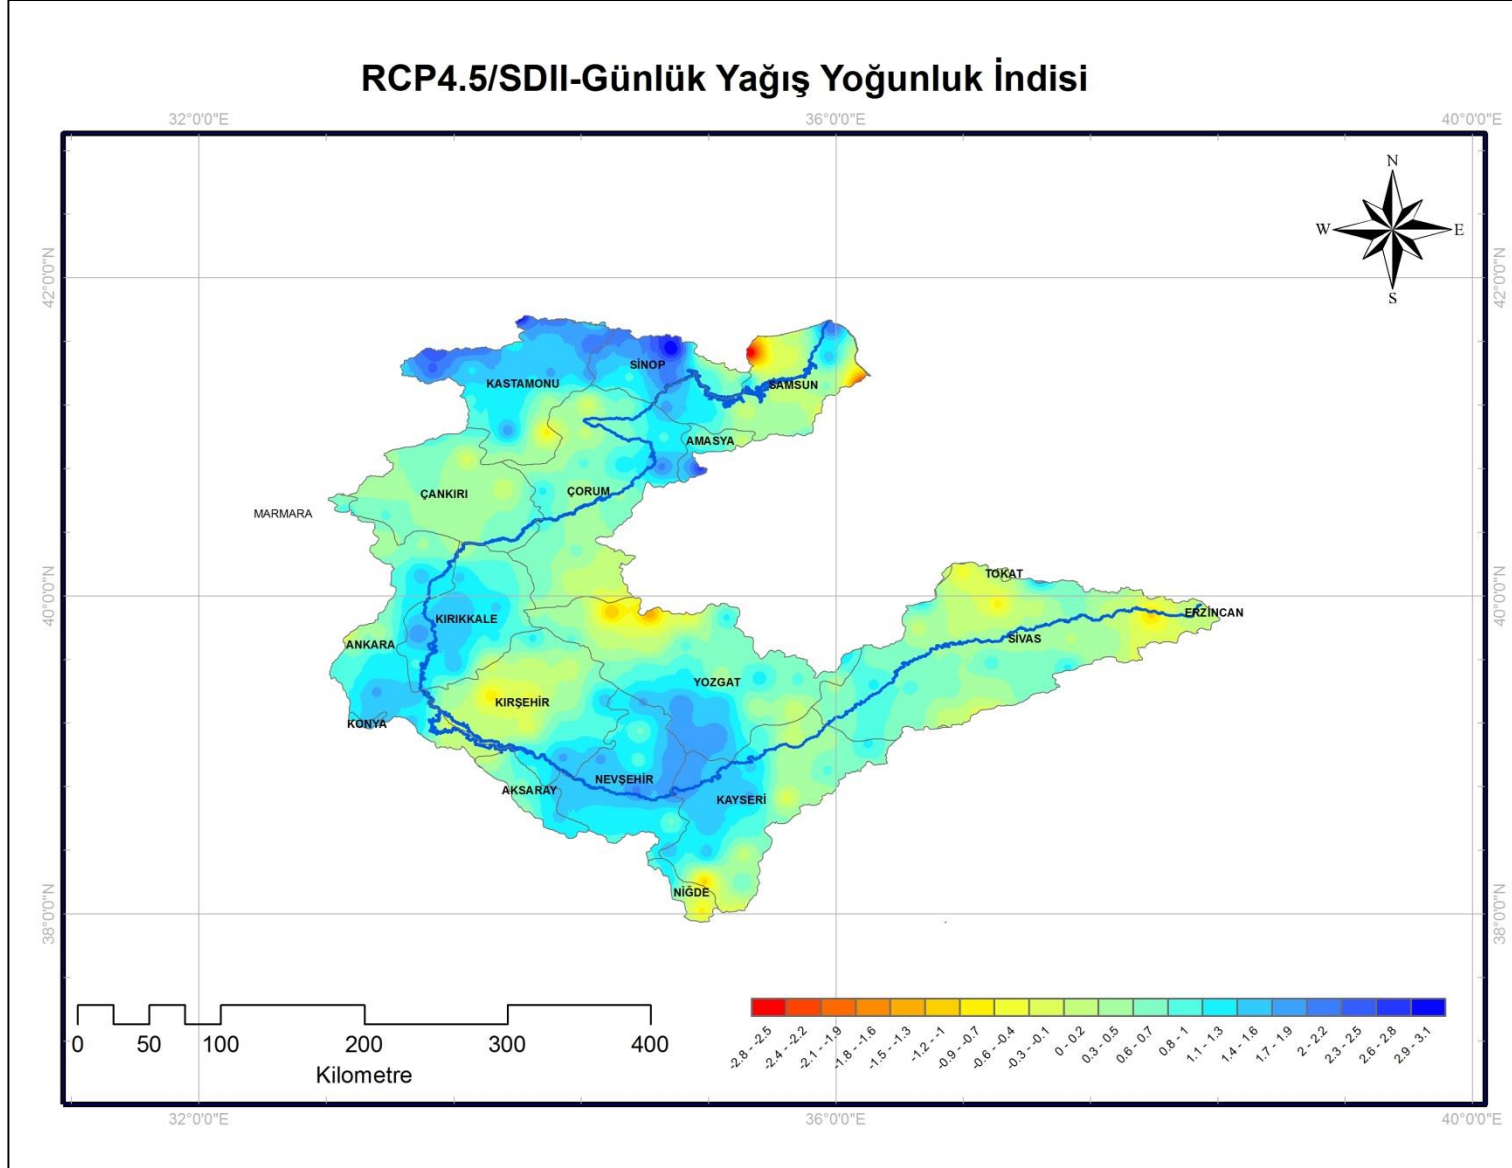 RCP4.5/SDII-Günlük Yağış Yoğunluk İndisi
32°0'0"E 36°0'0"E 40°0'0"E
N
W E
S
42°0'0"N 42°0'0"N
SİNOP
KASTAMONU SAMSUN
AMASYA
ÇANKIRI ÇORUM
MARMARA
TOKAT
40°0'0"N 40°0'0"N
ERZİNCAN
KIRIKKALE
SİVAS
ANKARA
YOZGAT
KIRŞEHİR
KONYA
NEVŞEHİR
AKSARAY KAYSERİ
NİĞDE
38°0'0"N 38°0'0"N
0 50 100 200 300 400
Kilometre
-2.8 - -2.5 -2.4 - -2.2 -2.1 - -1.9 -1.8 - -1.6 -1.5 - -1.3 -1.2 - -1 -0.9 - -0.7 -0.6 - -0.4 -0.3 - -0.1 0 - 0.2 0.3 - 0.5 0.6 - 0.7 0.8 - 1 1.1 - 1.3 1.4 - 1.6 1.7 - 1.9 2 - 2.2 2.3 - 2.5 2.6 - 2.8 2.9 - 3.1
32°0'0"E 36°0'0"E 40°0'0"E